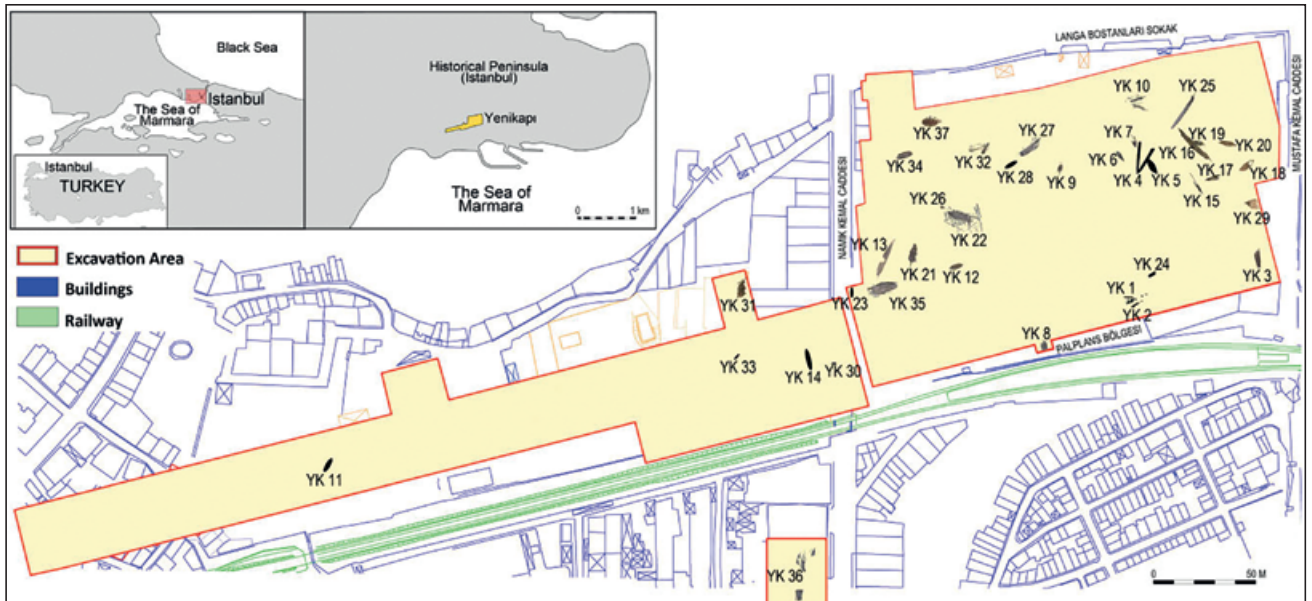 Black Sea
Istanbul
The Sea of
Marmara
Istanbul
TURKEY
Historical Peninsula
(Istanbul)
Yenikapı
The Sea of
Marmara
0 1 km
Excavation Area
Buildings
Railway
LANGA BOSTANLARI SOKAK
MUSTAFA KEMAL CADDESI
NAMIK KEMAL CADDESI
PALPLANS BÖLGESI
YK 10
YK 25
YK 37
YK 27
YK 7
YK 19
YK 20
YK 34
YK 32
YK 28
YK 9
YK 6
YK 16
YK 4
YK 5
YK 17
YK 18
YK 15
YK 26
YK 22
YK 29
YK 13
YK 21
YK 12
YK 24
YK 3
YK 31
YK 23
YK 35
YK 1
YK 2
YK 8
YK 33
YK 14
YK 30
YK 11
YK 36
0 50 M